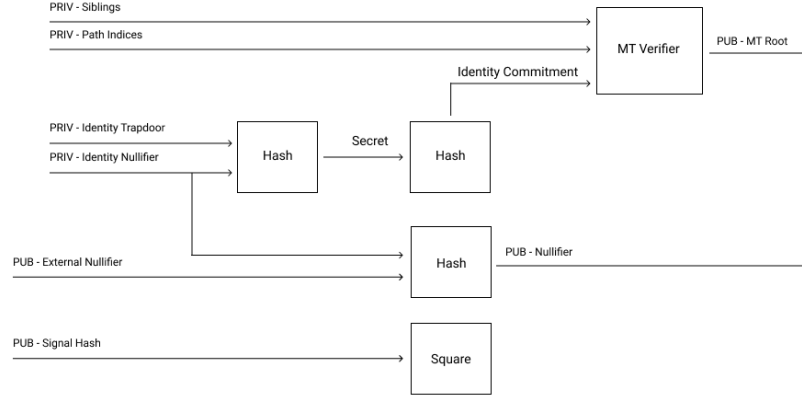 PRIV - Siblings
PRIV - Path Indices
MT Verifier
PUB - MT Root
Identity Commitment
PRIV - Identity Trapdoor
PRIV - Identity Nullifier
Hash
Secret
Hash
PUB - External Nullifier
Hash
PUB - Nullifier
PUB - Signal Hash
Square